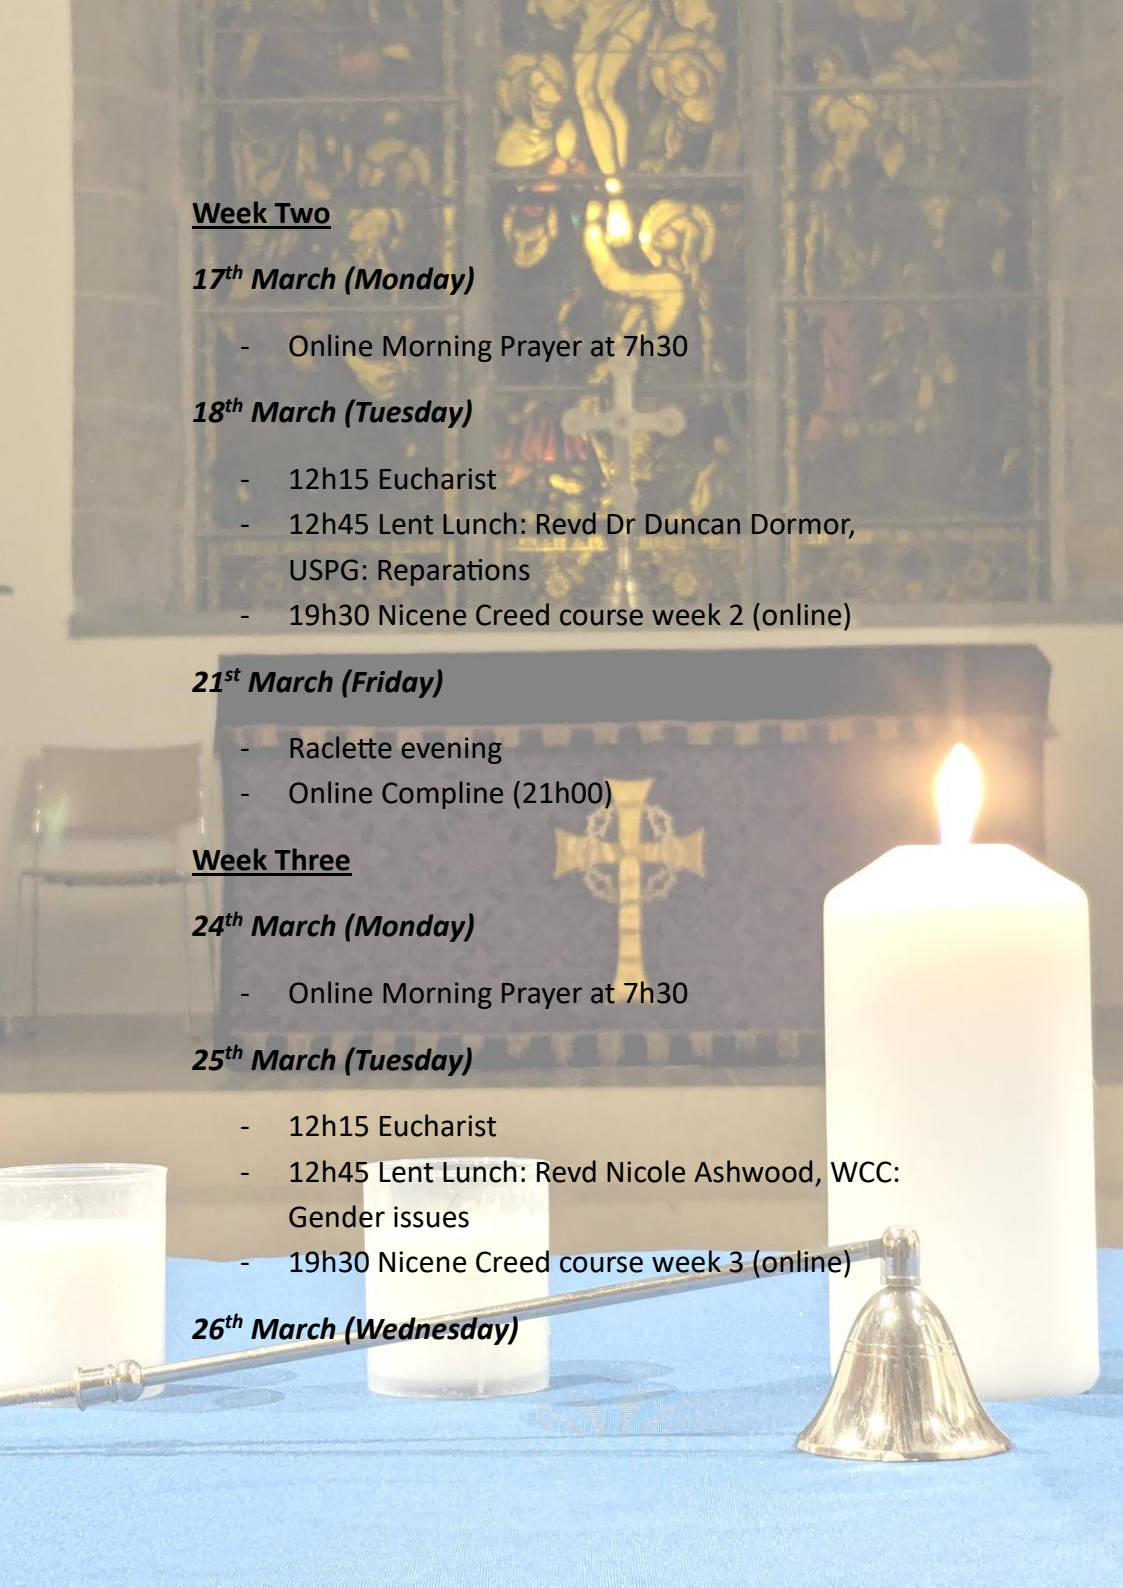 Week Two
17th March (Monday)
- Online Morning Prayer at 7h30
18th March (Tuesday)
- 12h15 Eucharist
- 12h45 Lent Lunch: Revd Dr Duncan Dormor,
USPG: Reparations
- 19h30 Nicene Creed course week 2 (online)
21st March (Friday)
- Raclette evening
- Online Compline (21h00)
Week Three
24th March (Monday)
- Online Morning Prayer at 7h30
25th March (Tuesday)
- 12h15 Eucharist
- 12h45 Lent Lunch: Revd Nicole Ashwood, WCC:
Gender issues
- 19h30 Nicene Creed course week 3 (online)
26th March (Wednesday)